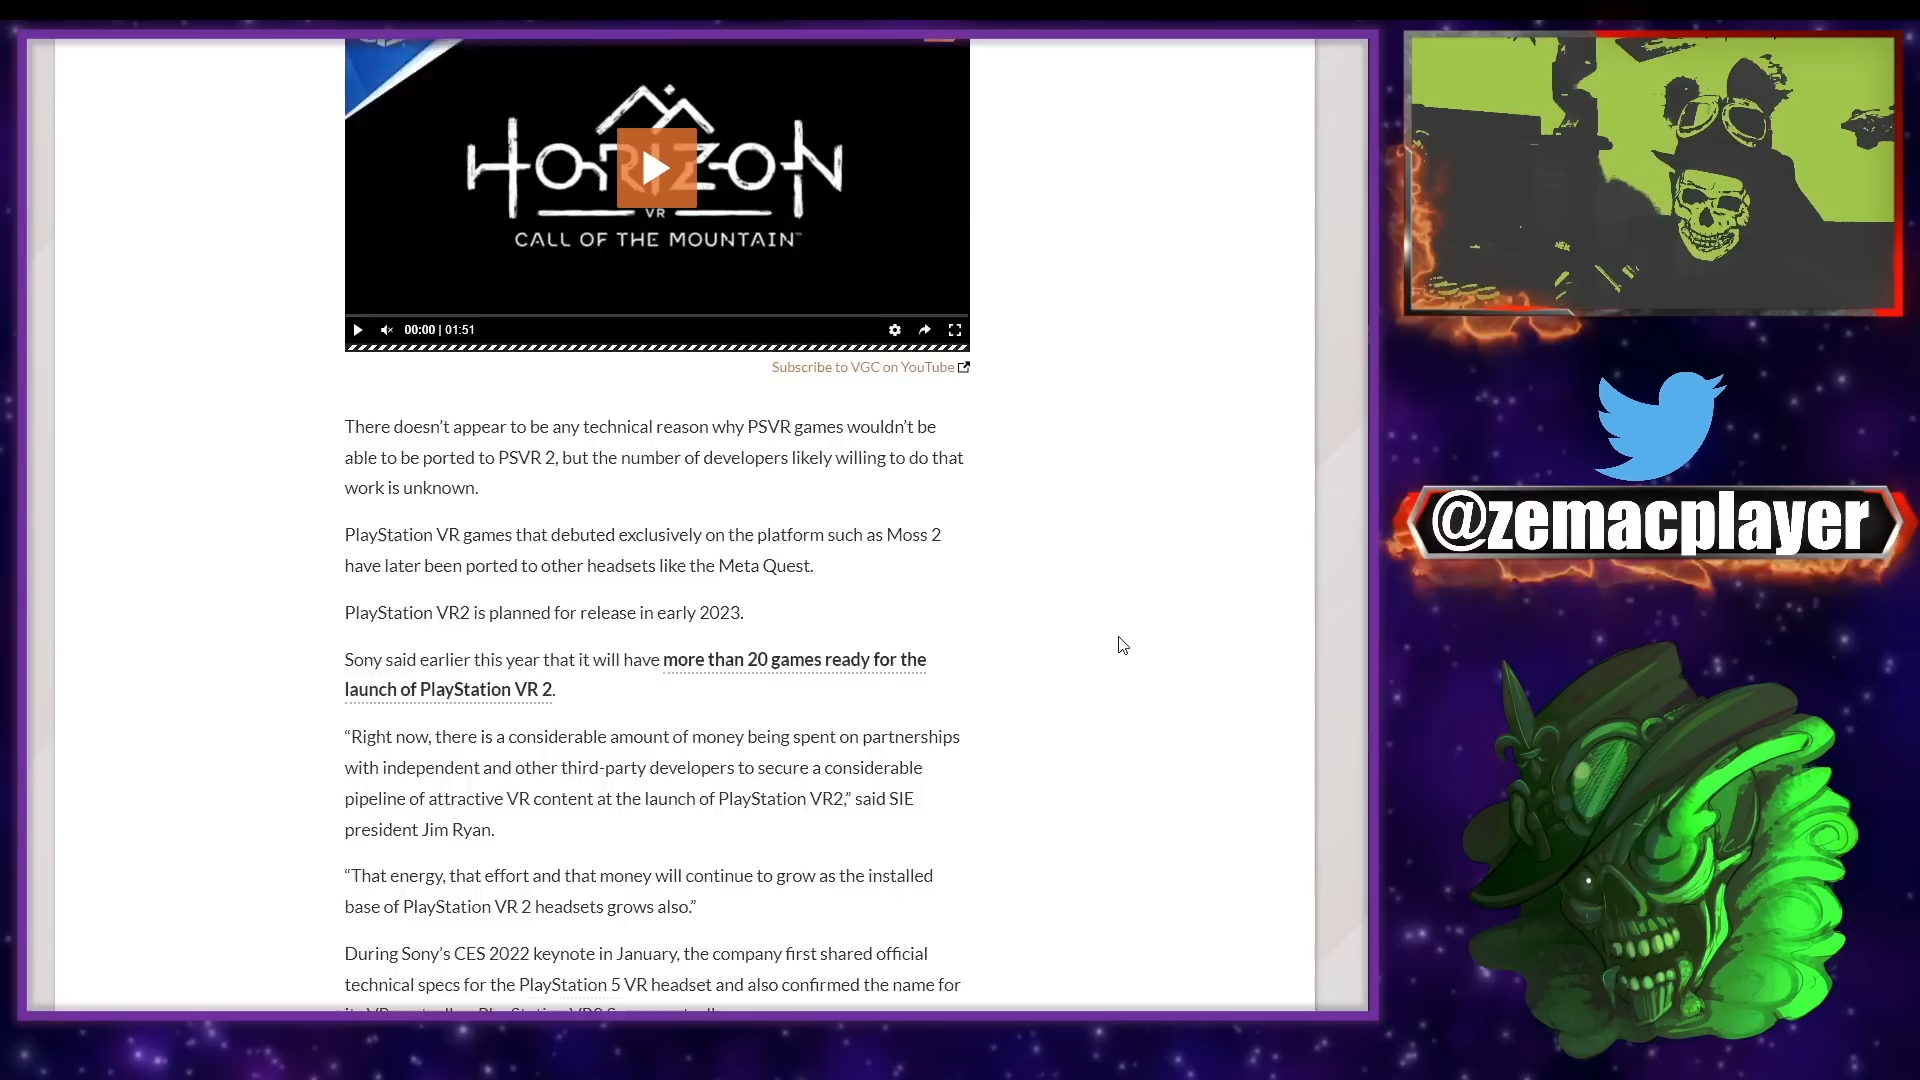 HORIZON
VR
CALL OF THE MOUNTAIN™
00:00 | 01:51
Subscribe to VGC on YouTube
There doesn’t appear to be any technical reason why PSVR games wouldn’t be
able to be ported to PSVR 2, but the number of developers likely willing to do that
work is unknown.
PlayStation VR games that debuted exclusively on the platform such as Moss 2
have later been ported to other headsets like the Meta Quest.
PlayStation VR2 is planned for release in early 2023.
Sony said earlier this year that it will have more than 20 games ready for the
launch of PlayStation VR 2.
“Right now, there is a considerable amount of money being spent on partnerships
with independent and other third-party developers to secure a considerable
pipeline of attractive VR content at the launch of PlayStation VR2,” said SIE
president Jim Ryan.
“That energy, that effort and that money will continue to grow as the installed
base of PlayStation VR 2 headsets grows also.”
During Sony’s CES 2022 keynote in January, the company first shared official
technical specs for the PlayStation 5 VR headset and also confirmed the name for
@zemacplayer